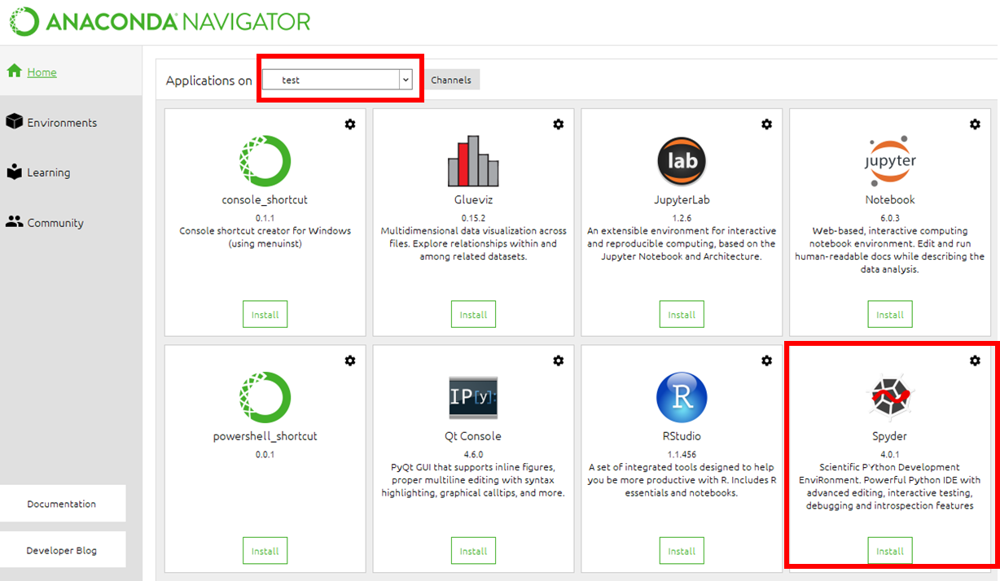 ANACONDA NAVIGATOR
Home
Environments
Learning
Community
Documentation
Developer Blog
Applications on test Channels
console_shortcut
0.1.1
Console shortcut creator for Windows
(using menuinst)
Install
Glueviz
0.15.2
Multidimensional data visualization across
files. Explore relationships within and
among related datasets.
Install
lab
JupyterLab
1.2.6
An extensible environment for interactive
and reproducible computing, based on the
Jupyter Notebook and Architecture.
Install
jupyter
Notebook
6.0.3
Web-based, interactive computing
notebook environment. Edit and run
human-readable docs while describing the
data analysis.
Install
powershell_shortcut
0.0.1
Install
IP[y]:
Qt Console
4.6.0
PyQt GUI that supports inline figures,
proper multiline editing with syntax
highlighting, graphical calltips, and more.
Install
R
RStudio
1.1.456
A set of integrated tools designed to help
you be more productive with R. Includes R
essentials and notebooks.
Install
Spyder
4.0.1
Scientific PYthon Development
EnviRonment. Powerful Python IDE with
advanced editing, interactive testing,
debugging and introspection features
Install